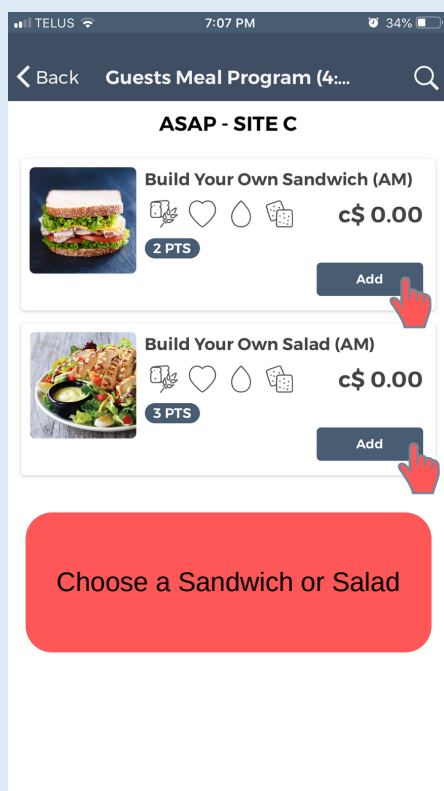 TELUS 7:07 PM 34%
Back Guests Meal Program (4:...
ASAP - SITE C
Build Your Own Sandwich (AM)
c$ 0.00
2 PTS
Add
Build Your Own Salad (AM)
c$ 0.00
3 PTS
Add
Choose a Sandwich or Salad